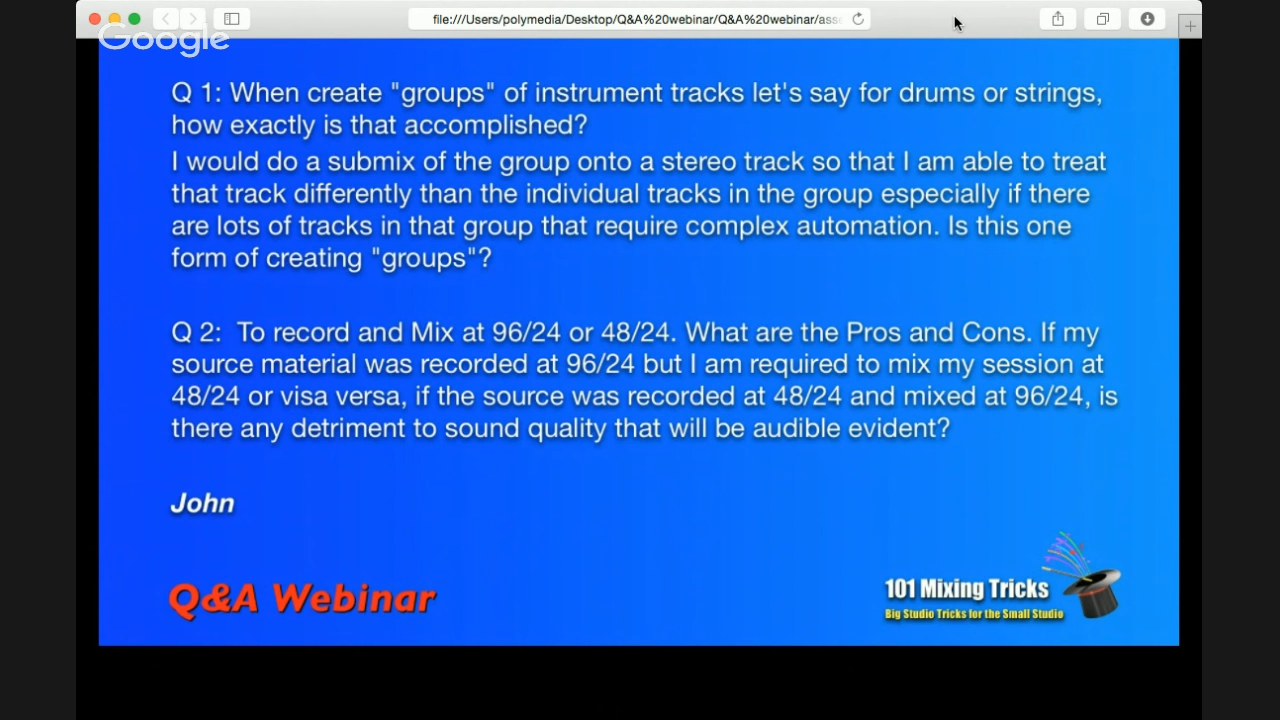 file:///Users/polymedia/Desktop/Q&A%20webinar/Q&A%20webinar/ass
Google
Q 1: When create "groups" of instrument tracks let's say for drums or strings,
how exactly is that accomplished?
I would do a submix of the group onto a stereo track so that I am able to treat
that track differently than the individual tracks in the group especially if there
are lots of tracks in that group that require complex automation. Is this one
form of creating "groups"?
Q 2:  To record and Mix at 96/24 or 48/24. What are the Pros and Cons. If my
source material was recorded at 96/24 but I am required to mix my session at
48/24 or visa versa, if the source was recorded at 48/24 and mixed at 96/24, is
there any detriment to sound quality that will be audible evident?
John
Q&A Webinar
101 Mixing Tricks
Big Studio Tricks for the Small Studio